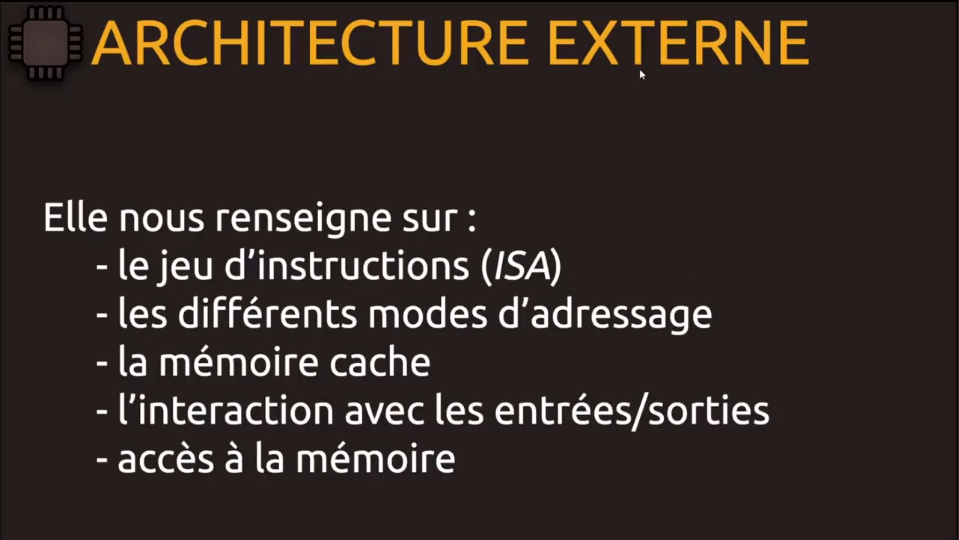 ARCHITECTURE EXTERNE
Elle nous renseigne sur :
- le jeu d’instructions (ISA)
- les différents modes d’adressage
- la mémoire cache
- l’interaction avec les entrées/sorties
- accès à la mémoire